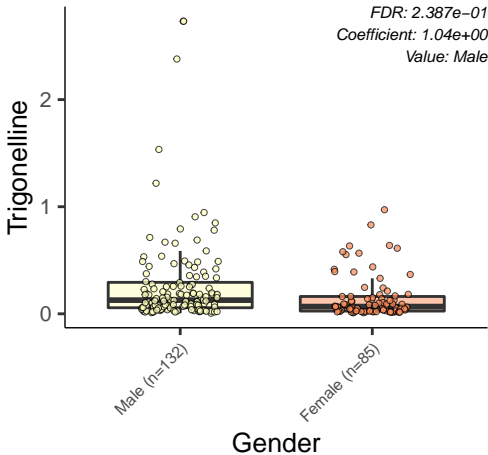 FDR: 2.387e−01
Coefficient: 1.04e+00
Value: Male
Trigonelline
2
1
0
Male (n=132)
Female (n=85)
Gender